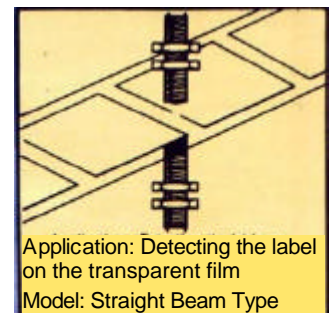 Application: Detecting the label
on the transparent film
Model: Straight Beam Type